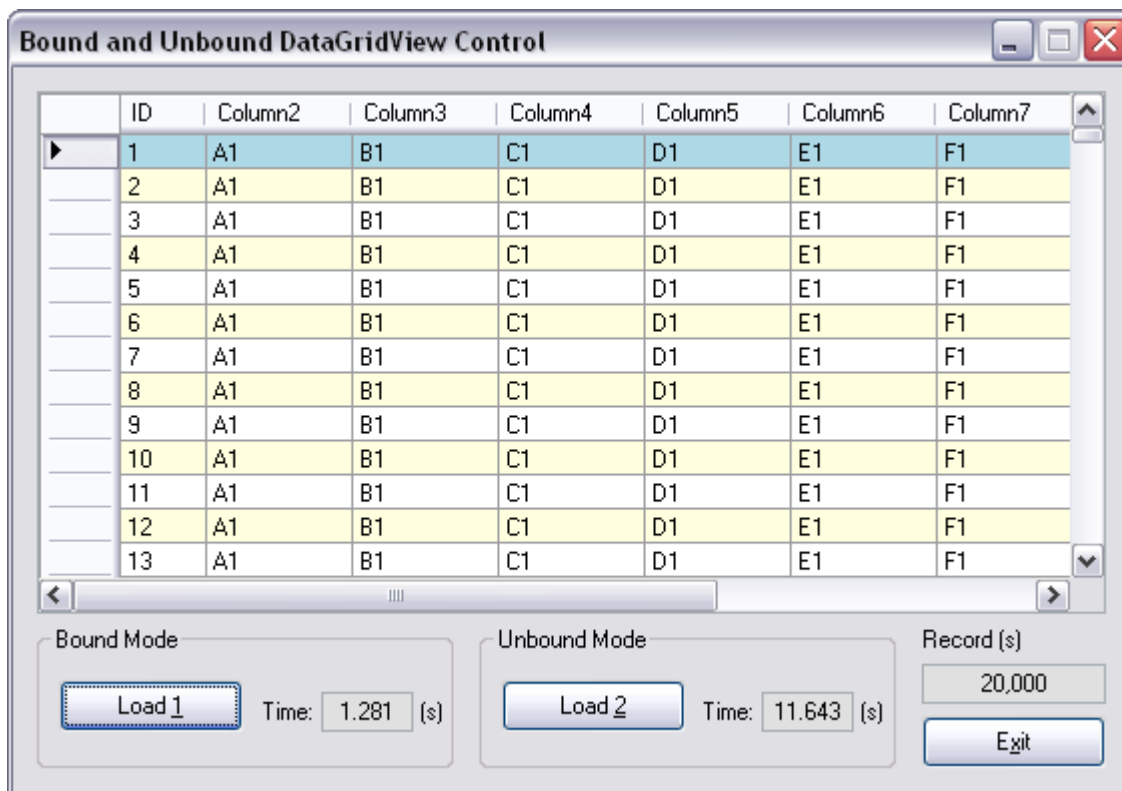 Bound and Unbound DataGridView Control
ID Column2 Column3 Column4 Column5 Column6 Column7
1 A1 B1 C1 D1 E1 F1
2 A1 B1 C1 D1 E1 F1
3 A1 B1 C1 D1 E1 F1
4 A1 B1 C1 D1 E1 F1
5 A1 B1 C1 D1 E1 F1
6 A1 B1 C1 D1 E1 F1
7 A1 B1 C1 D1 E1 F1
8 A1 B1 C1 D1 E1 F1
9 A1 B1 C1 D1 E1 F1
10 A1 B1 C1 D1 E1 F1
11 A1 B1 C1 D1 E1 F1
12 A1 B1 C1 D1 E1 F1
13 A1 B1 C1 D1 E1 F1
Bound Mode Unbound Mode Record (s)
20,000
Load 1 Time: 1.281 (s) Load 2 Time: 11.643 (s)
Exit